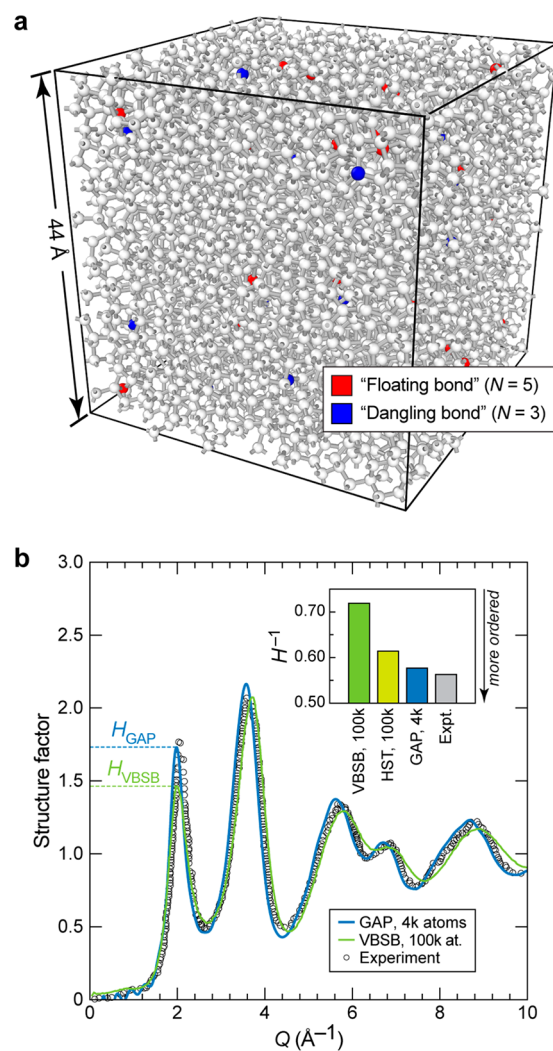 a
44 Å
"Floating bond" (N = 5)
"Dangling bond" (N = 3)
b
3.0
2.5
2.0
1.5
1.0
0.5
0
Structure factor
H_GAP
H_VBSB
0.70
0.60
0.50
H⁻¹
more ordered
VBSB, 100k
HST, 100k
GAP, 4k
Expt.
GAP, 4k atoms
VBSB, 100k at.
Experiment
0 2 4 6 8 10
Q (Å⁻¹)